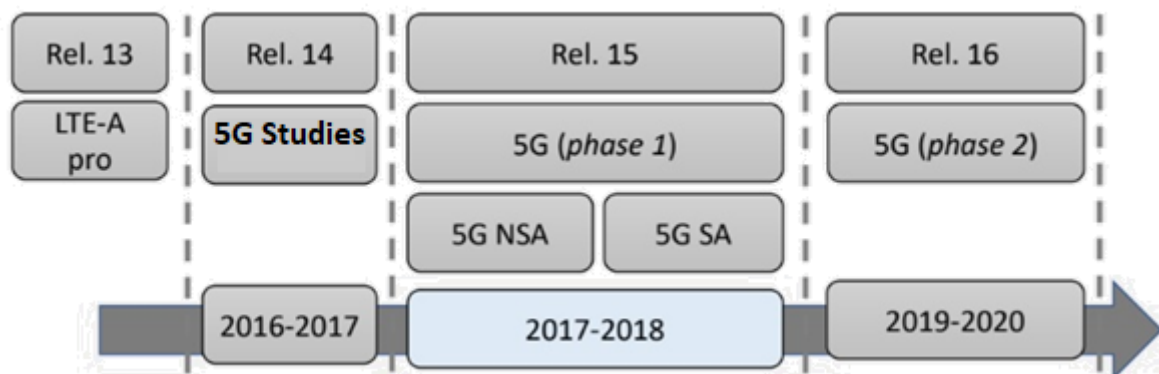 Rel. 13
Rel. 14
Rel. 15
Rel. 16
LTE-A
pro
5G Studies
5G (phase 1)
5G (phase 2)
5G NSA
5G SA
2016-2017
2017-2018
2019-2020